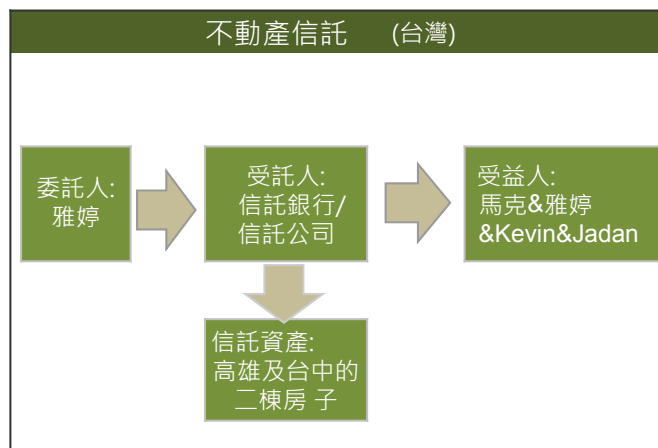 不動產信託 (台灣)
委託人:
雅婷
受託人:
信託銀行/
信託公司
受益人:
馬克&雅婷
&Kevin&Jadan
信託資產:
高雄及台中的
二棟房 子